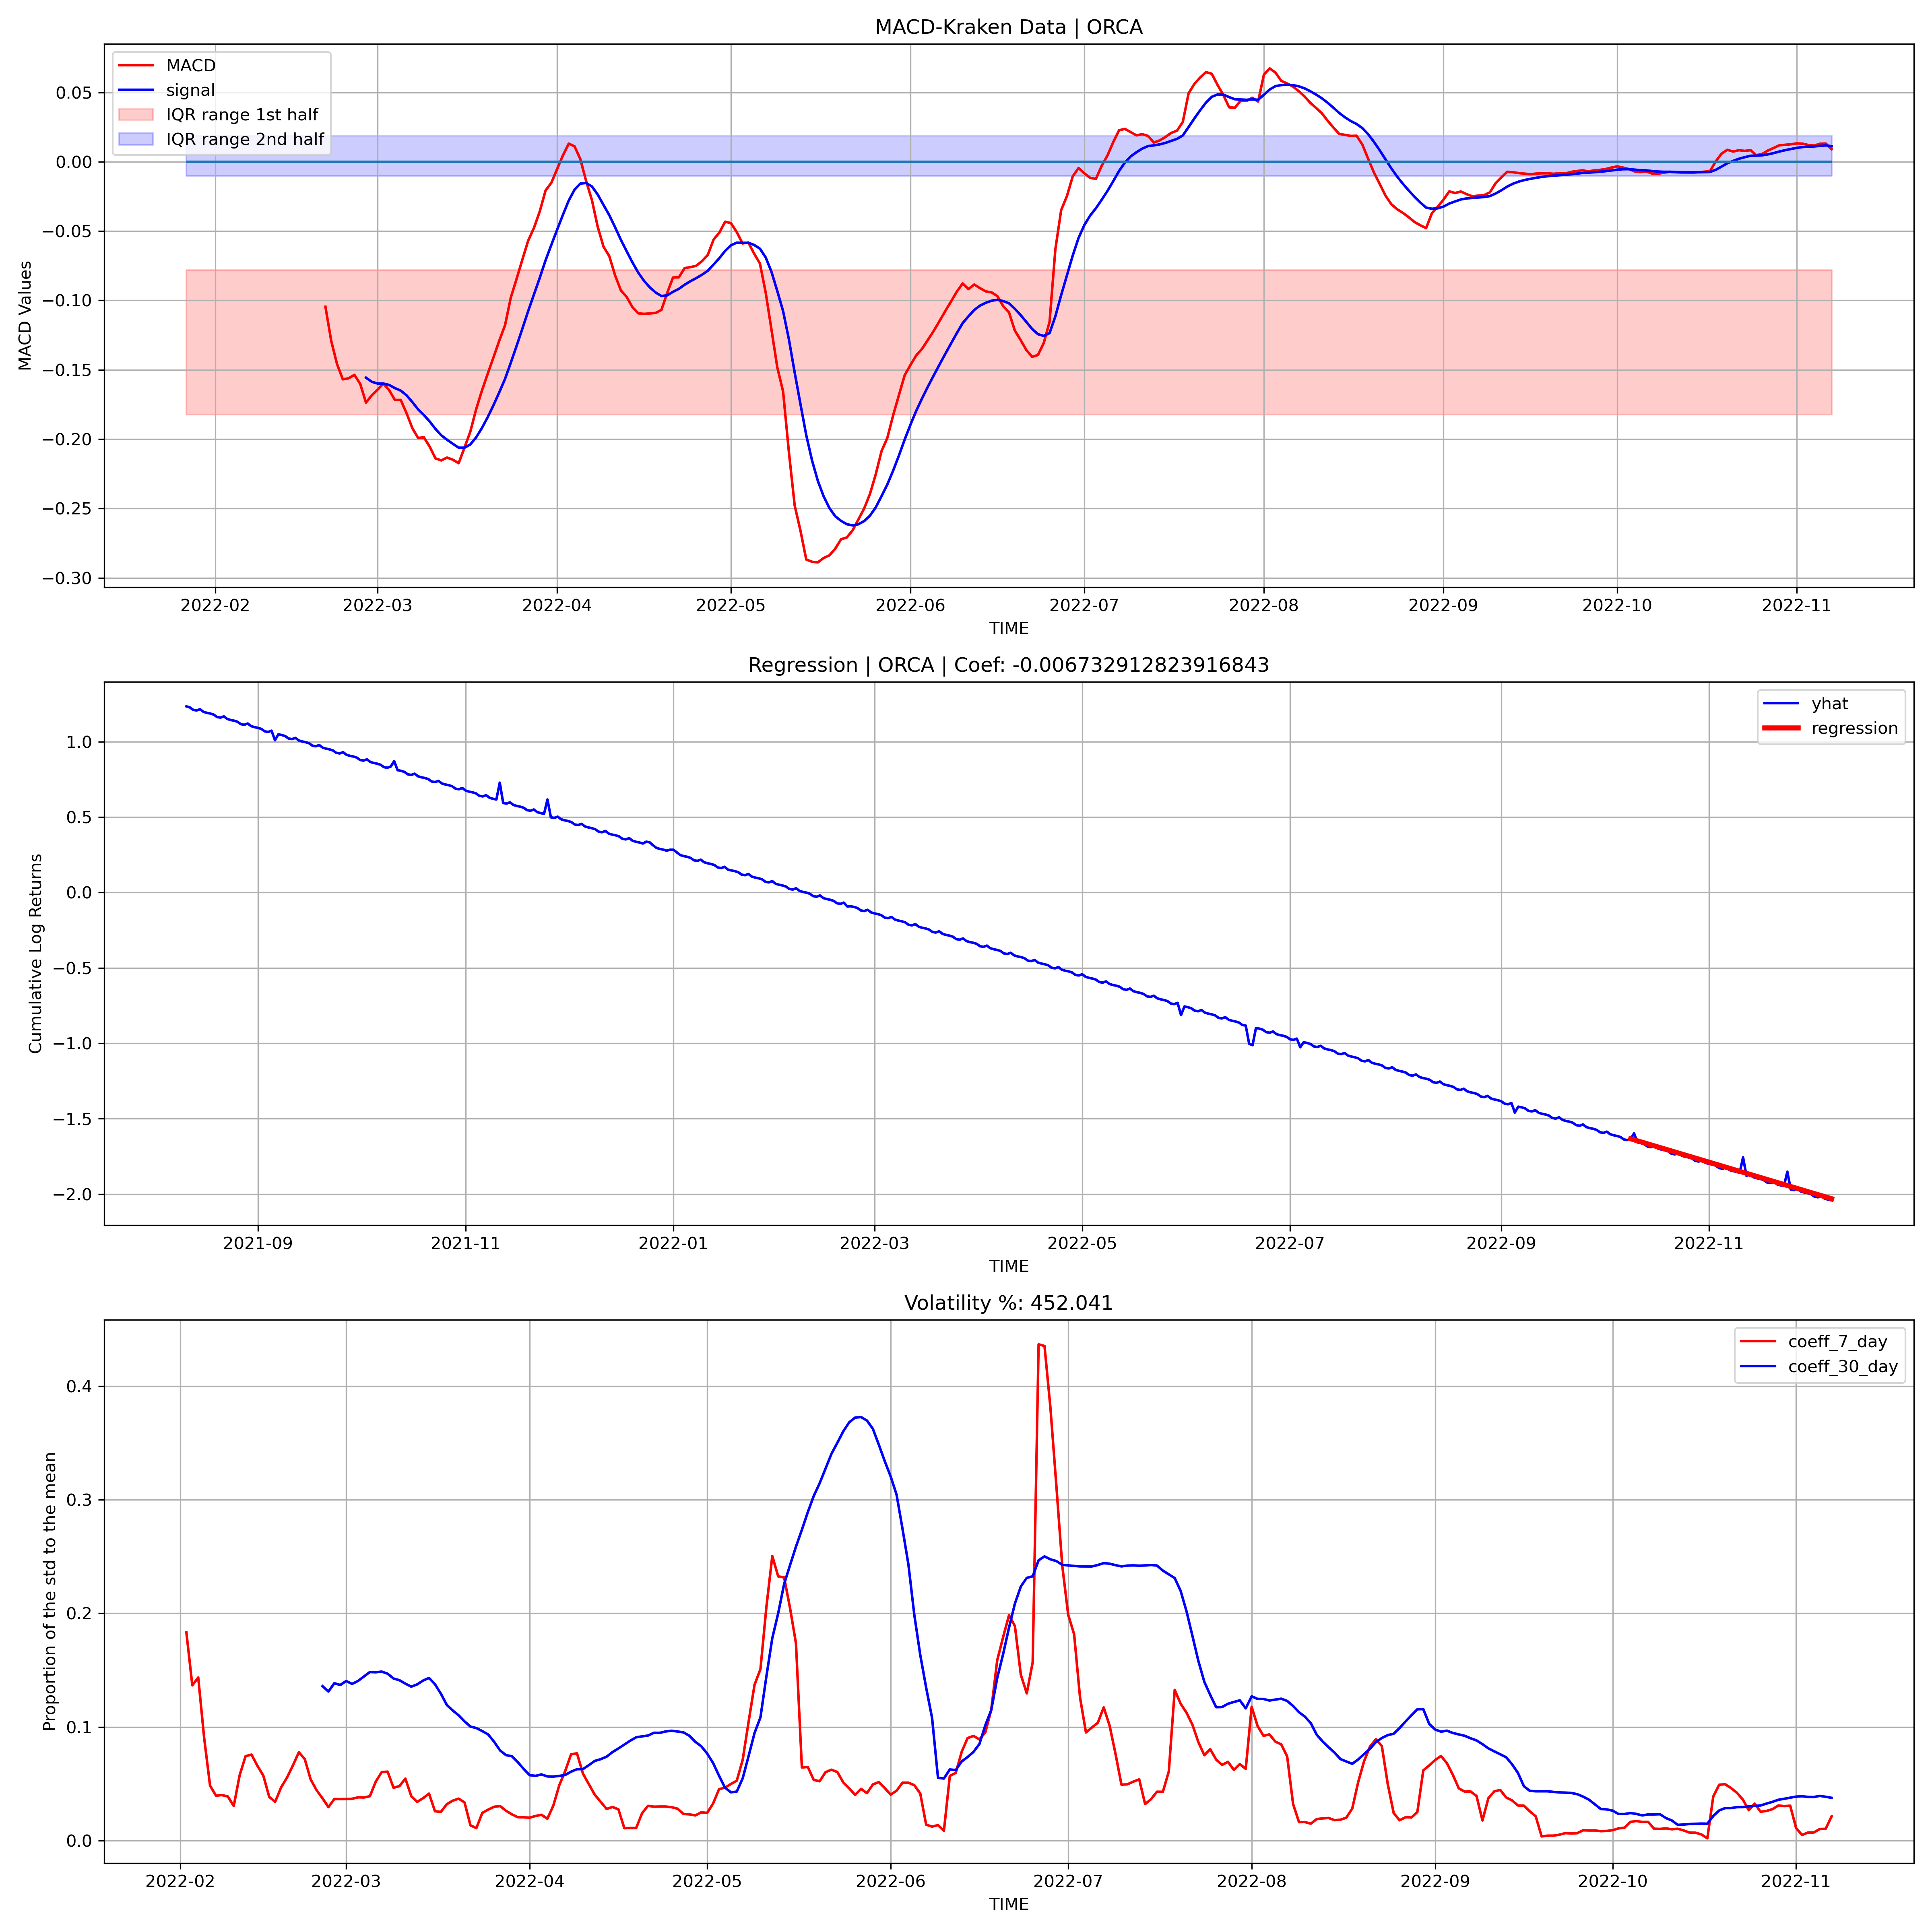 MACD-Kraken Data | ORCA
MACD
signal
IQR range 1st half
IQR range 2nd half
MACD Values
0.05
0.00
−0.05
−0.10
−0.15
−0.20
−0.25
−0.30
2022-02 2022-03 2022-04 2022-05 2022-06 2022-07 2022-08 2022-09 2022-10 2022-11
TIME
Regression | ORCA | Coef: -0.006732912823916843
yhat
regression
Cumulative Log Returns
1.0
0.5
0.0
−0.5
−1.0
−1.5
−2.0
2021-09 2021-11 2022-01 2022-03 2022-05 2022-07 2022-09 2022-11
TIME
Volatility %: 452.041
coeff_7_day
coeff_30_day
Proportion of the std to the mean
0.4
0.3
0.2
0.1
0.0
2022-02 2022-03 2022-04 2022-05 2022-06 2022-07 2022-08 2022-09 2022-10 2022-11
TIME